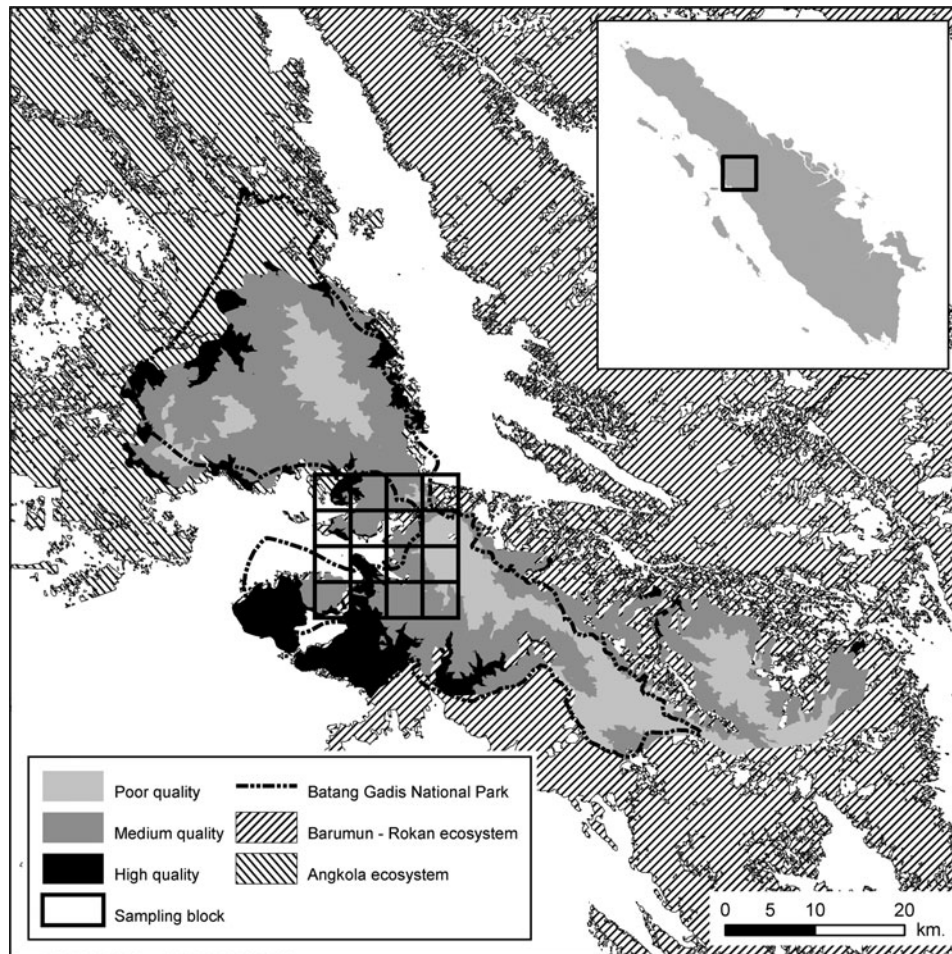 Poor quality
Medium quality
High quality
Sampling block
Batang Gadis National Park
Barumun - Rokan ecosystem
Angkola ecosystem
0 5 10 20
km.